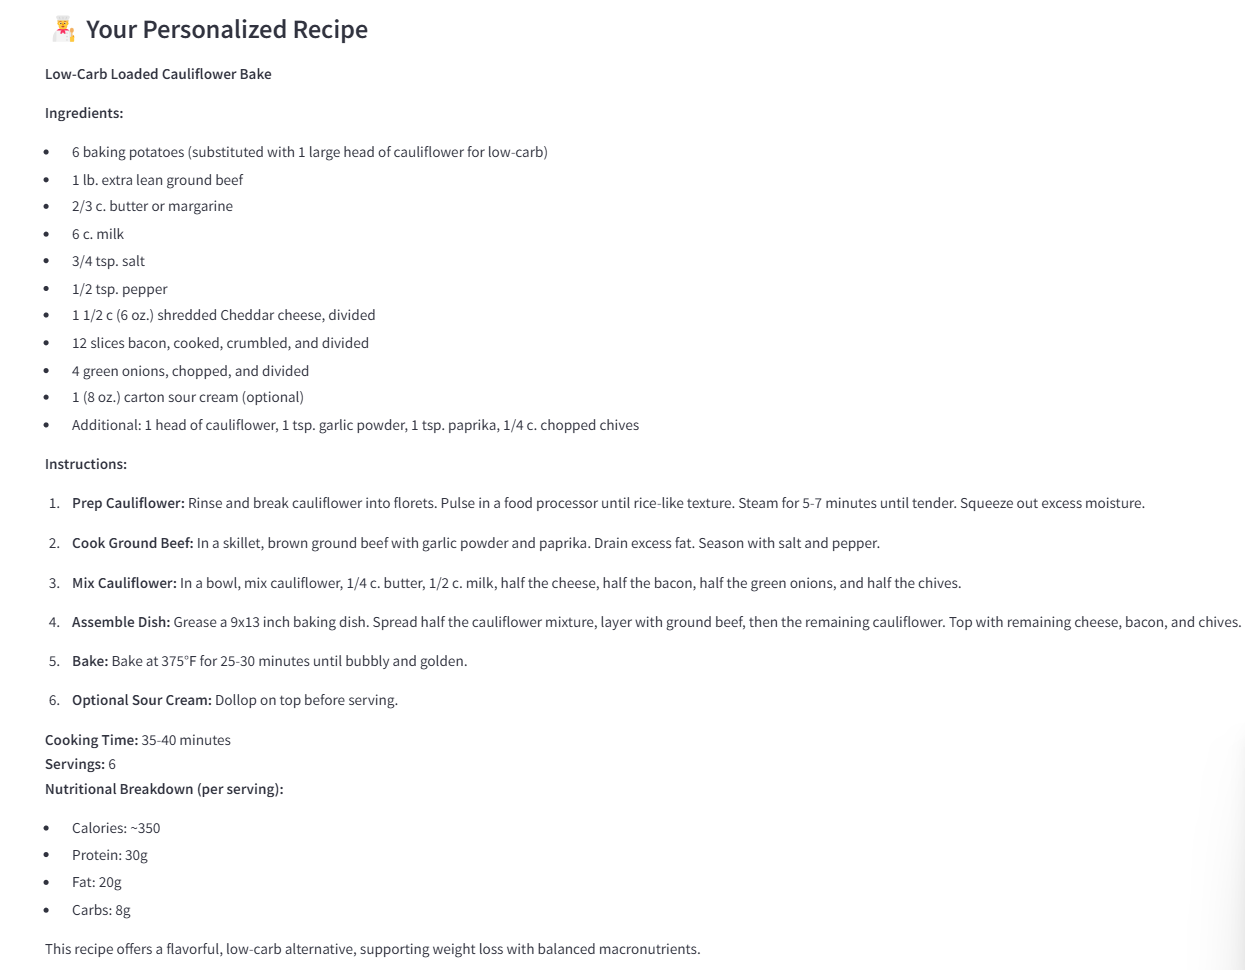 Your Personalized Recipe
Low-Carb Loaded Cauliflower Bake
Ingredients:
• 6 baking potatoes (substituted with 1 large head of cauliflower for low-carb)
• 1 lb. extra lean ground beef
• 2/3 c. butter or margarine
• 6 c. milk
• 3/4 tsp. salt
• 1/2 tsp. pepper
• 1 1/2 c (6 oz.) shredded Cheddar cheese, divided
• 12 slices bacon, cooked, crumbled, and divided
• 4 green onions, chopped, and divided
• 1 (8 oz.) carton sour cream (optional)
• Additional: 1 head of cauliflower, 1 tsp. garlic powder, 1 tsp. paprika, 1/4 c. chopped chives
Instructions:
1. Prep Cauliflower: Rinse and break cauliflower into florets. Pulse in a food processor until rice-like texture. Steam for 5-7 minutes until tender. Squeeze out excess moisture.
2. Cook Ground Beef: In a skillet, brown ground beef with garlic powder and paprika. Drain excess fat. Season with salt and pepper.
3. Mix Cauliflower: In a bowl, mix cauliflower, 1/4 c. butter, 1/2 c. milk, half the cheese, half the bacon, half the green onions, and half the chives.
4. Assemble Dish: Grease a 9x13 inch baking dish. Spread half the cauliflower mixture, layer with ground beef, then the remaining cauliflower. Top with remaining cheese, bacon, and chives.
5. Bake: Bake at 375°F for 25-30 minutes until bubbly and golden.
6. Optional Sour Cream: Dollop on top before serving.
Cooking Time: 35-40 minutes
Servings: 6
Nutritional Breakdown (per serving):
• Calories: ~350
• Protein: 30g
• Fat: 20g
• Carbs: 8g
This recipe offers a flavorful, low-carb alternative, supporting weight loss with balanced macronutrients.